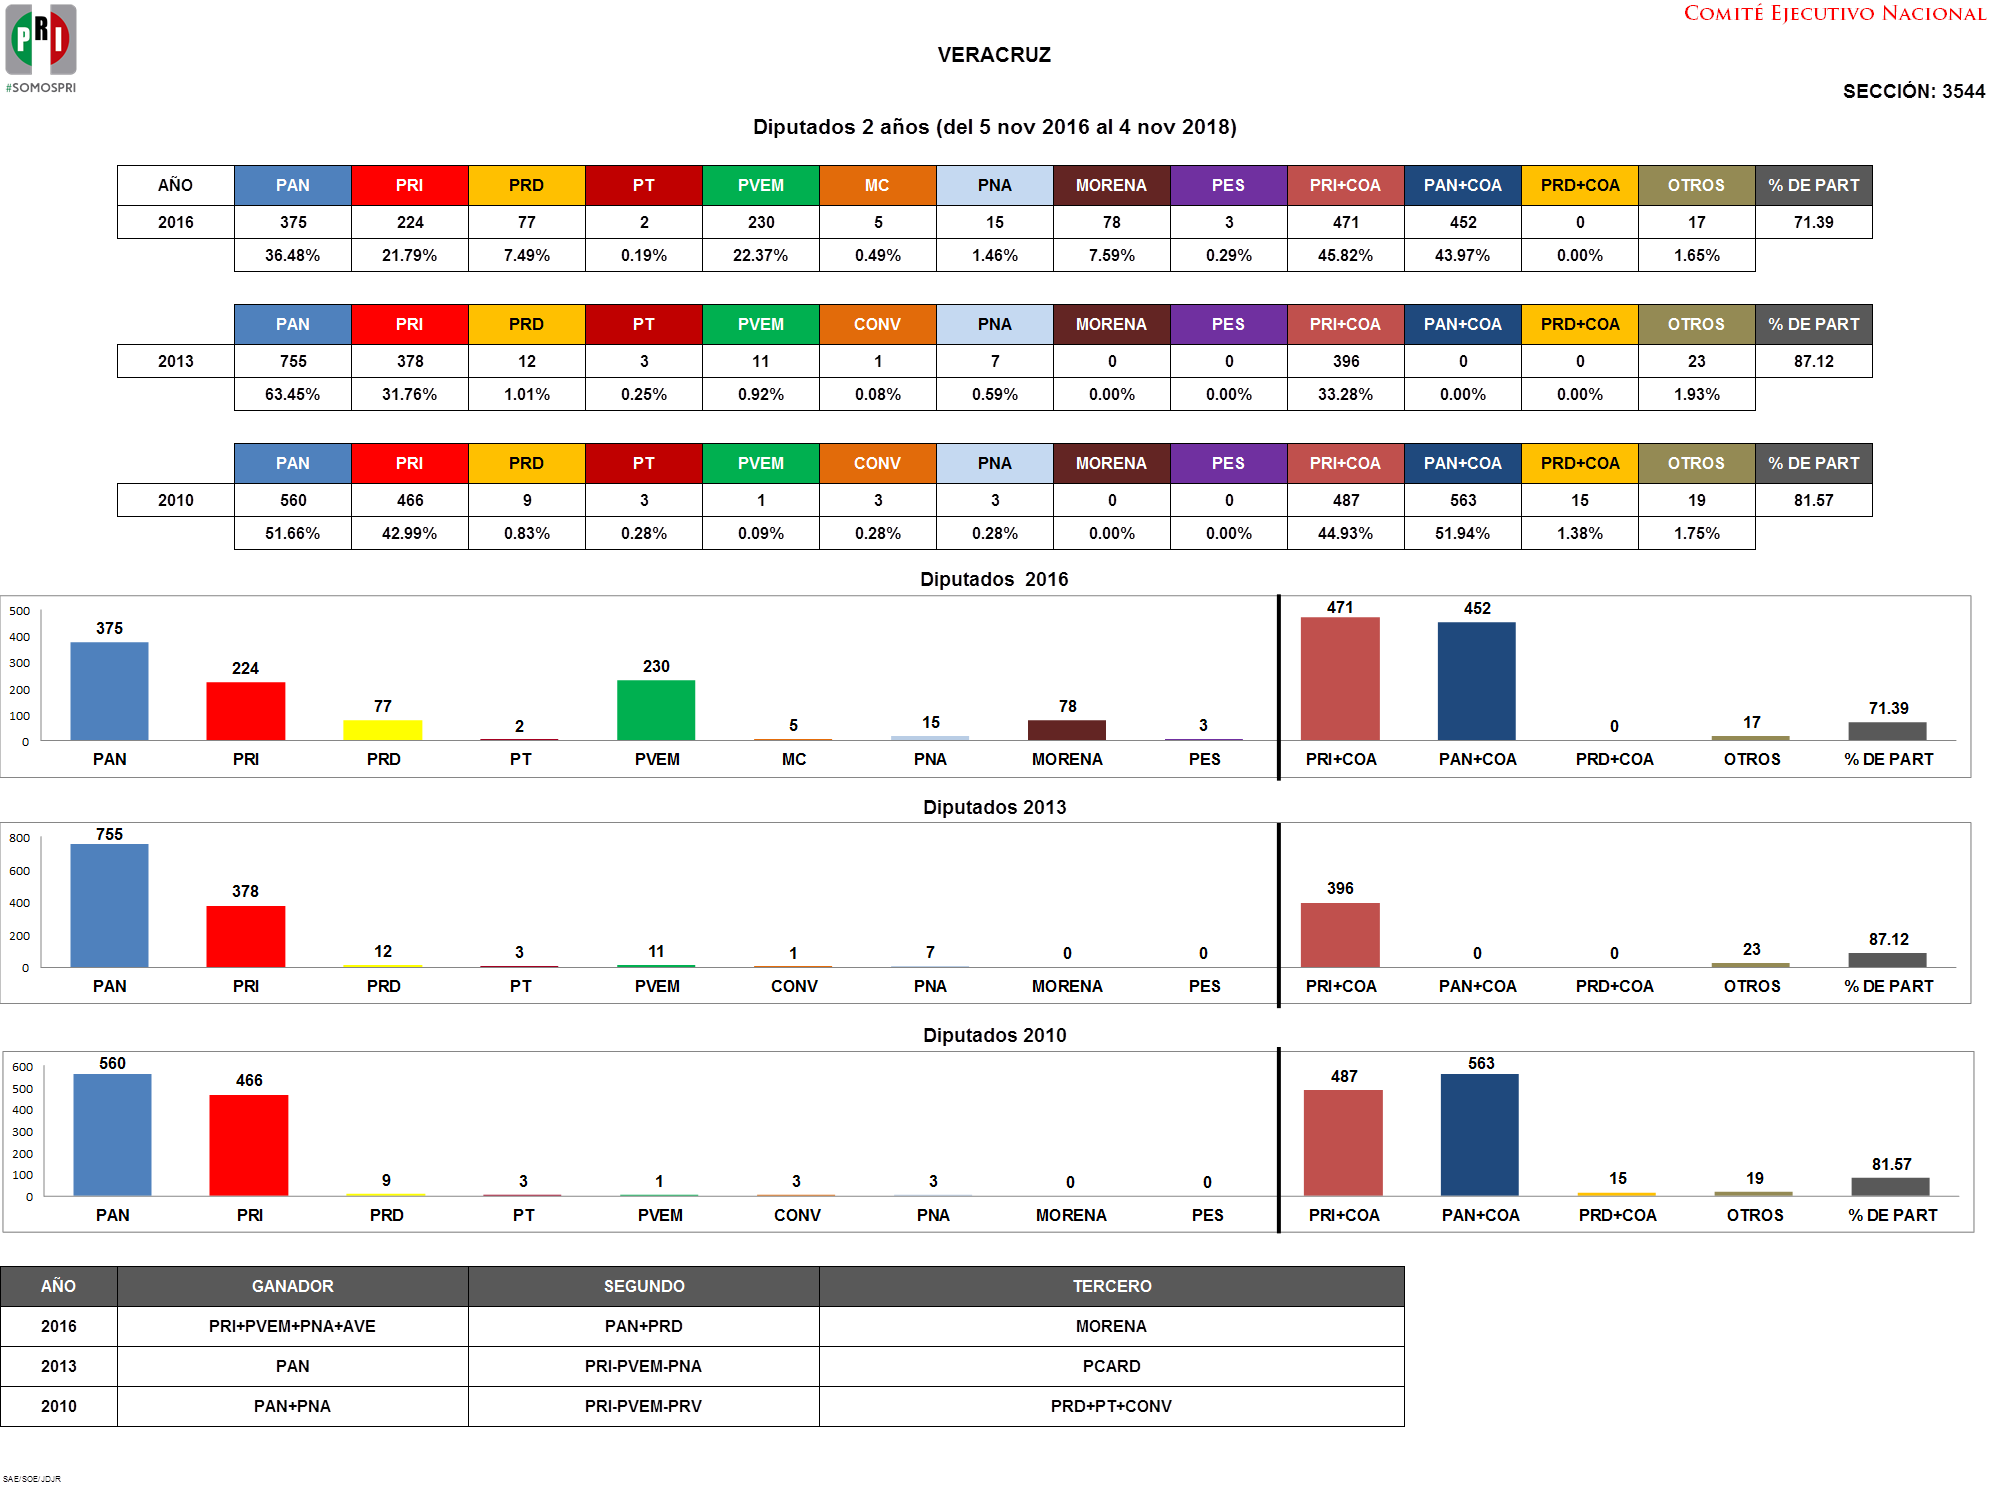 PRI
#SOMOSPRI
COMITÉ EJECUTIVO NACIONAL
VERACRUZ
SECCIÓN: 3544
Diputados 2 años (del 5 nov 2016 al 4 nov 2018)
AÑO PAN PRI PRD PT PVEM MC PNA MORENA PES PRI+COA PAN+COA PRD+COA OTROS % DE PART
2016 375 224 77 2 230 5 15 78 3 471 452 0 17 71.39
36.48% 21.79% 7.49% 0.19% 22.37% 0.49% 1.46% 7.59% 0.29% 45.82% 43.97% 0.00% 1.65%
PAN PRI PRD PT PVEM CONV PNA MORENA PES PRI+COA PAN+COA PRD+COA OTROS % DE PART
2013 755 378 12 3 11 1 7 0 0 396 0 0 23 87.12
63.45% 31.76% 1.01% 0.25% 0.92% 0.08% 0.59% 0.00% 0.00% 33.28% 0.00% 0.00% 1.93%
PAN PRI PRD PT PVEM CONV PNA MORENA PES PRI+COA PAN+COA PRD+COA OTROS % DE PART
2010 560 466 9 3 1 3 3 0 0 487 563 15 19 81.57
51.66% 42.99% 0.83% 0.28% 0.09% 0.28% 0.28% 0.00% 0.00% 44.93% 51.94% 1.38% 1.75%
Diputados  2016
500
400
300
200
100
0
375 224 77 2 230 5 15 78 3 471 452 0 17 71.39
PAN PRI PRD PT PVEM MC PNA MORENA PES PRI+COA PAN+COA PRD+COA OTROS % DE PART
Diputados 2013
800
600
400
200
0
755 378 12 3 11 1 7 0 0 396 0 0 23 87.12
PAN PRI PRD PT PVEM CONV PNA MORENA PES PRI+COA PAN+COA PRD+COA OTROS % DE PART
Diputados 2010
600
500
400
300
200
100
0
560 466 9 3 1 3 3 0 0 487 563 15 19 81.57
PAN PRI PRD PT PVEM CONV PNA MORENA PES PRI+COA PAN+COA PRD+COA OTROS % DE PART
AÑO GANADOR SEGUNDO TERCERO
2016 PRI+PVEM+PNA+AVE PAN+PRD MORENA
2013 PAN PRI-PVEM-PNA PCARD
2010 PAN+PNA PRI-PVEM-PRV PRD+PT+CONV
SAE/SOE/JDJR